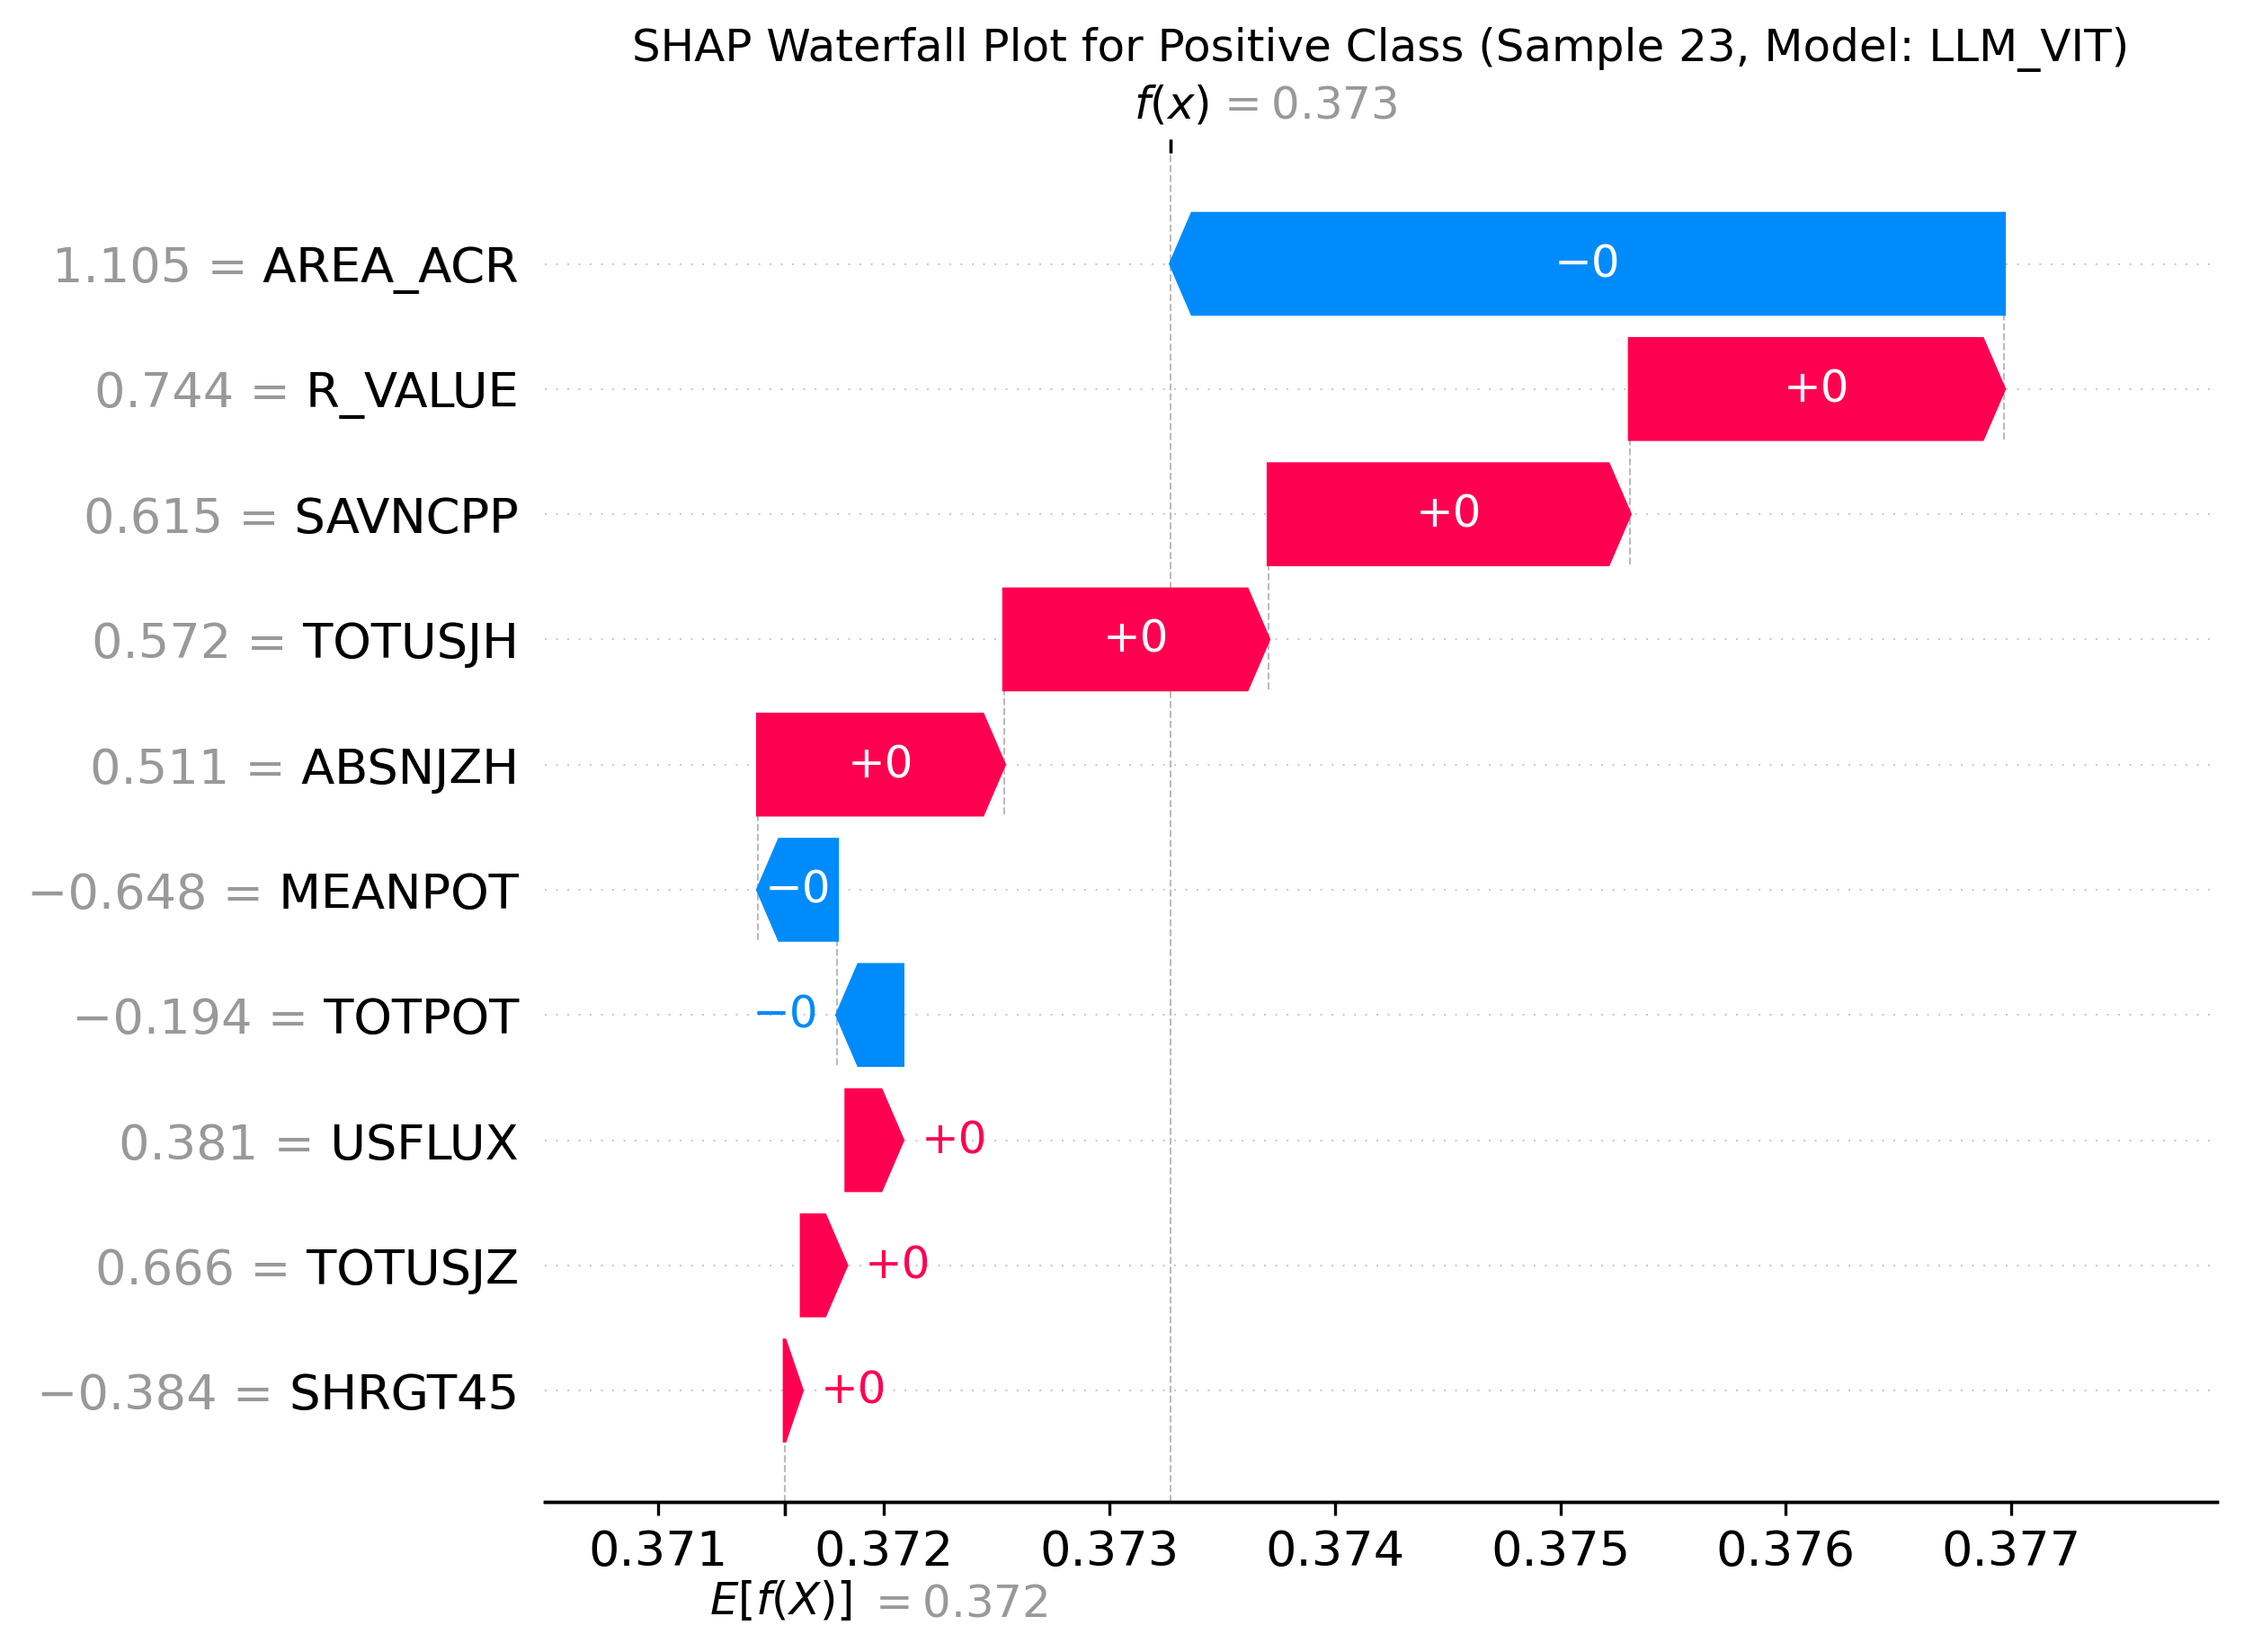 SHAP Waterfall Plot for Positive Class (Sample 23, Model: LLM_VIT)
f(x) = 0.373
1.105 = AREA_ACR
−0
0.744 = R_VALUE
+0
0.615 = SAVNCPP
+0
0.572 = TOTUSJH
+0
0.511 = ABSNJZH
+0
−0.648 = MEANPOT
−0
−0.194 = TOTPOT
−0
0.381 = USFLUX
+0
0.666 = TOTUSJZ
+0
−0.384 = SHRGT45
+0
0.371 0.372 0.373 0.374 0.375 0.376 0.377
E[f(X)] = 0.372